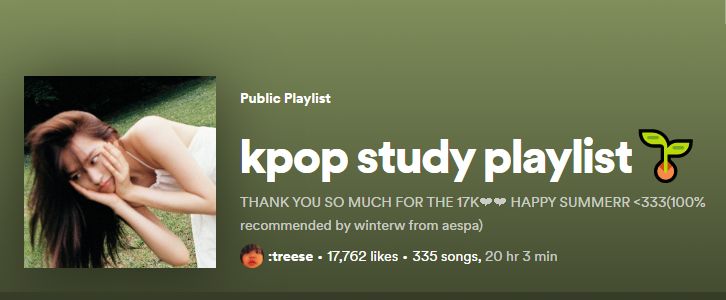 Public Playlist
kpop study playlist🌱
THANK YOU SO MUCH FOR THE 17K❤❤ HAPPY SUMMERR <333(100%
recommended by winterw from aespa)
:treese • 17,762 likes • 335 songs, 20 hr 3 min